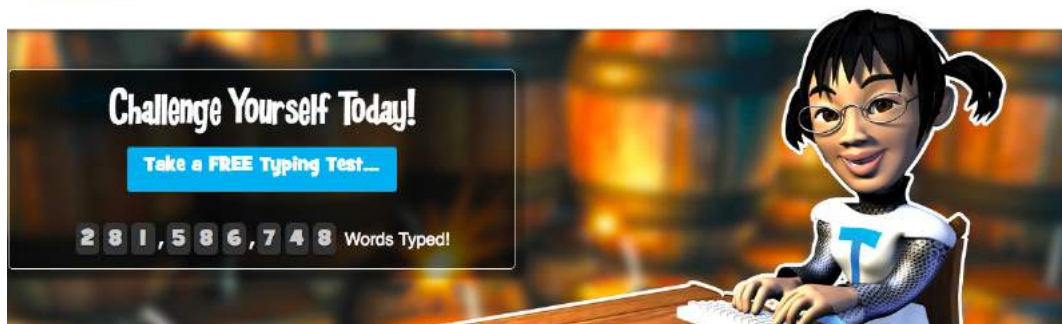 Challenge Yourself Today!
Take a FREE Typing Test....
281,586,748 Words Typed!
T